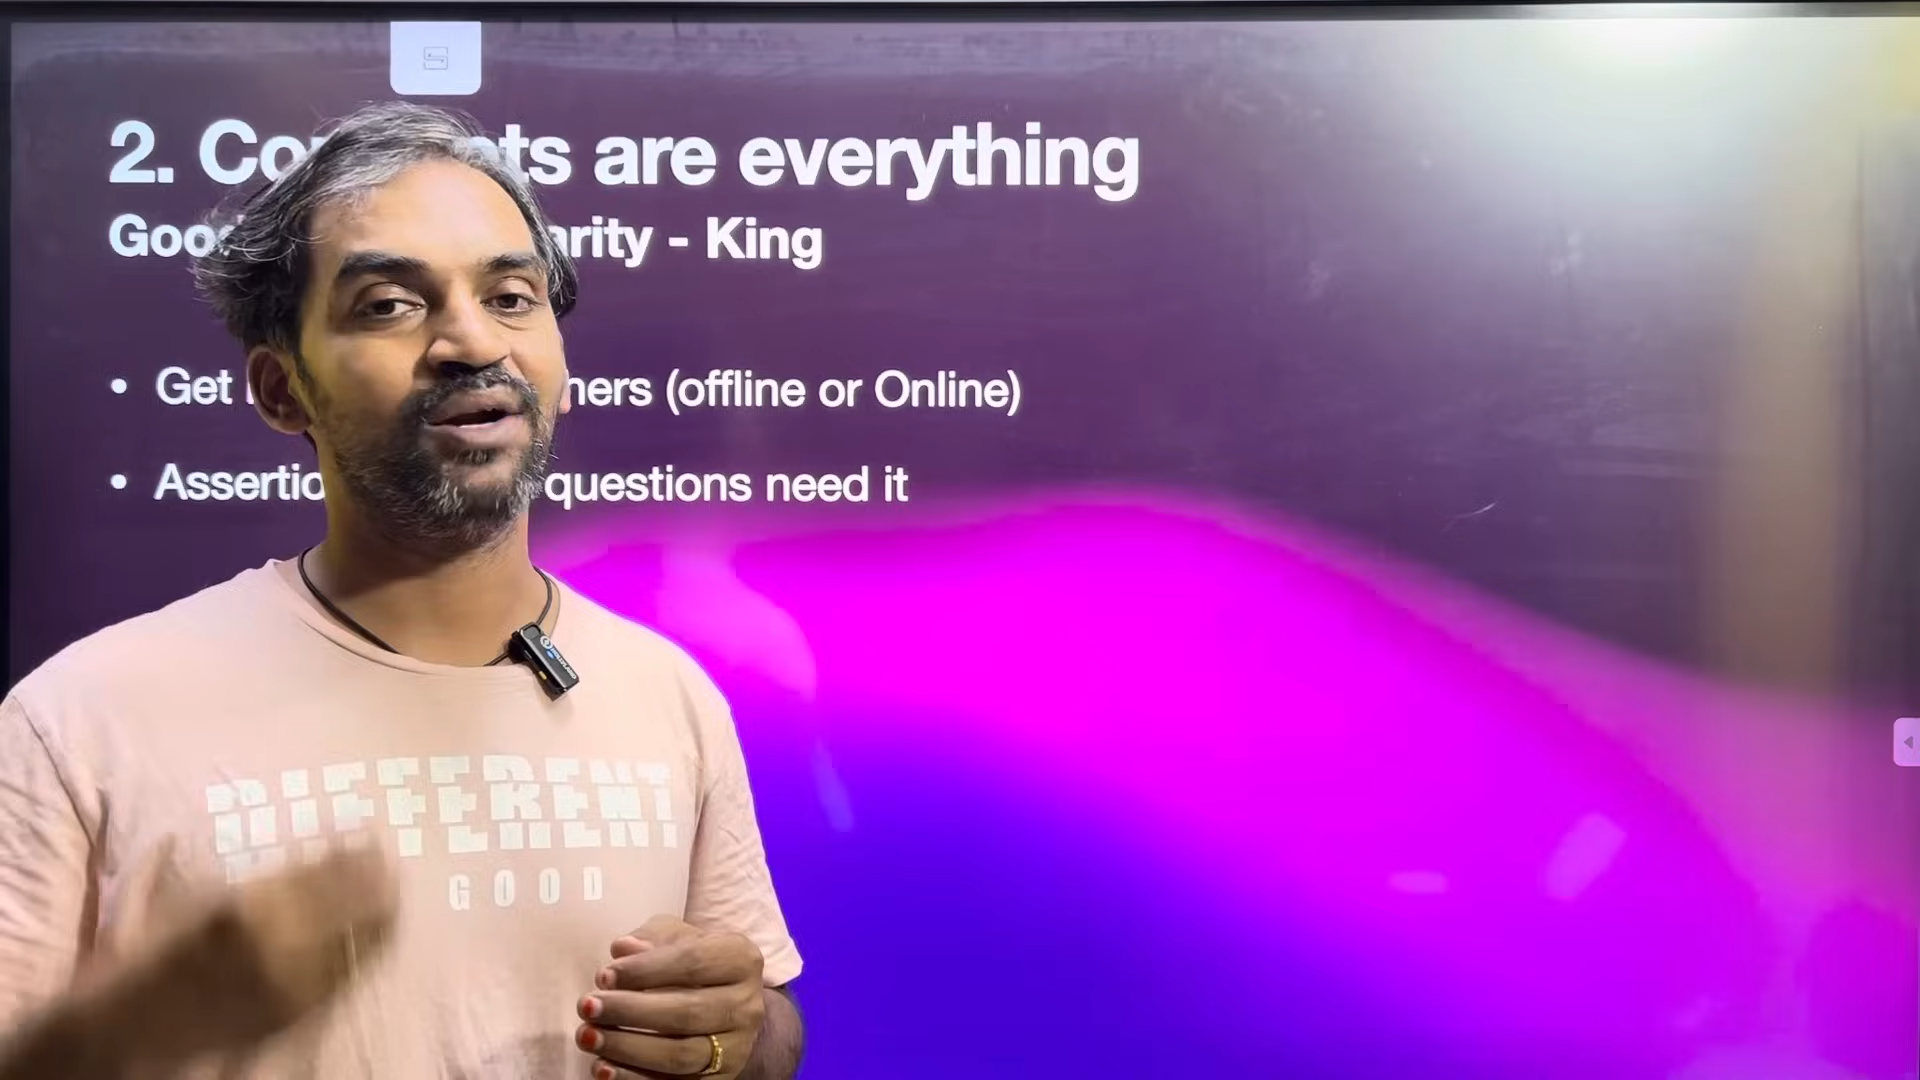 2. Co ts are everything
Goo arity - King
• Get hers (offline or Online)
• Assertio questions need it
DIFFERENT
GOOD